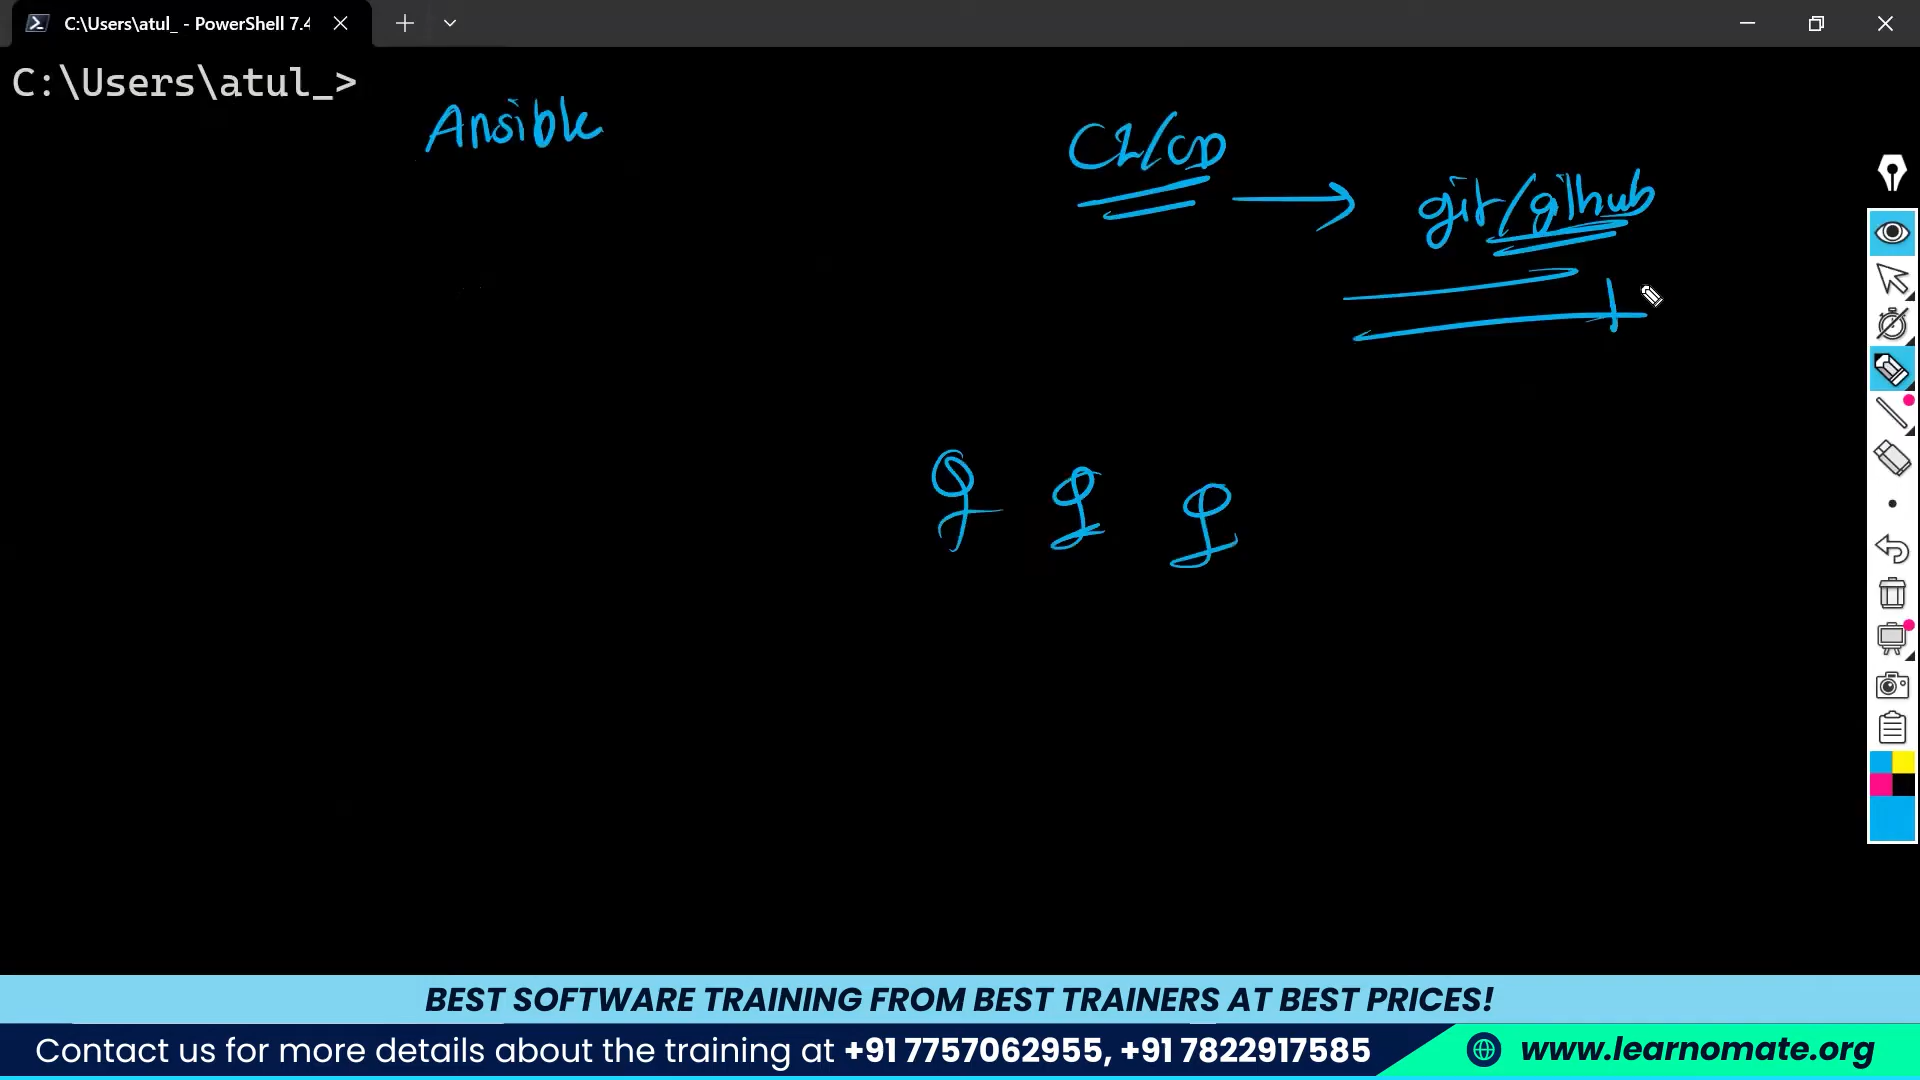 C:\Users\atul_ - PowerShell 7.4
C:\Users\atul_>
Ansible
CI/CD
git/github
BEST SOFTWARE TRAINING FROM BEST TRAINERS AT BEST PRICES!
Contact us for more details about the training at +91 7757062955, +91 7822917585
www.learnomate.org